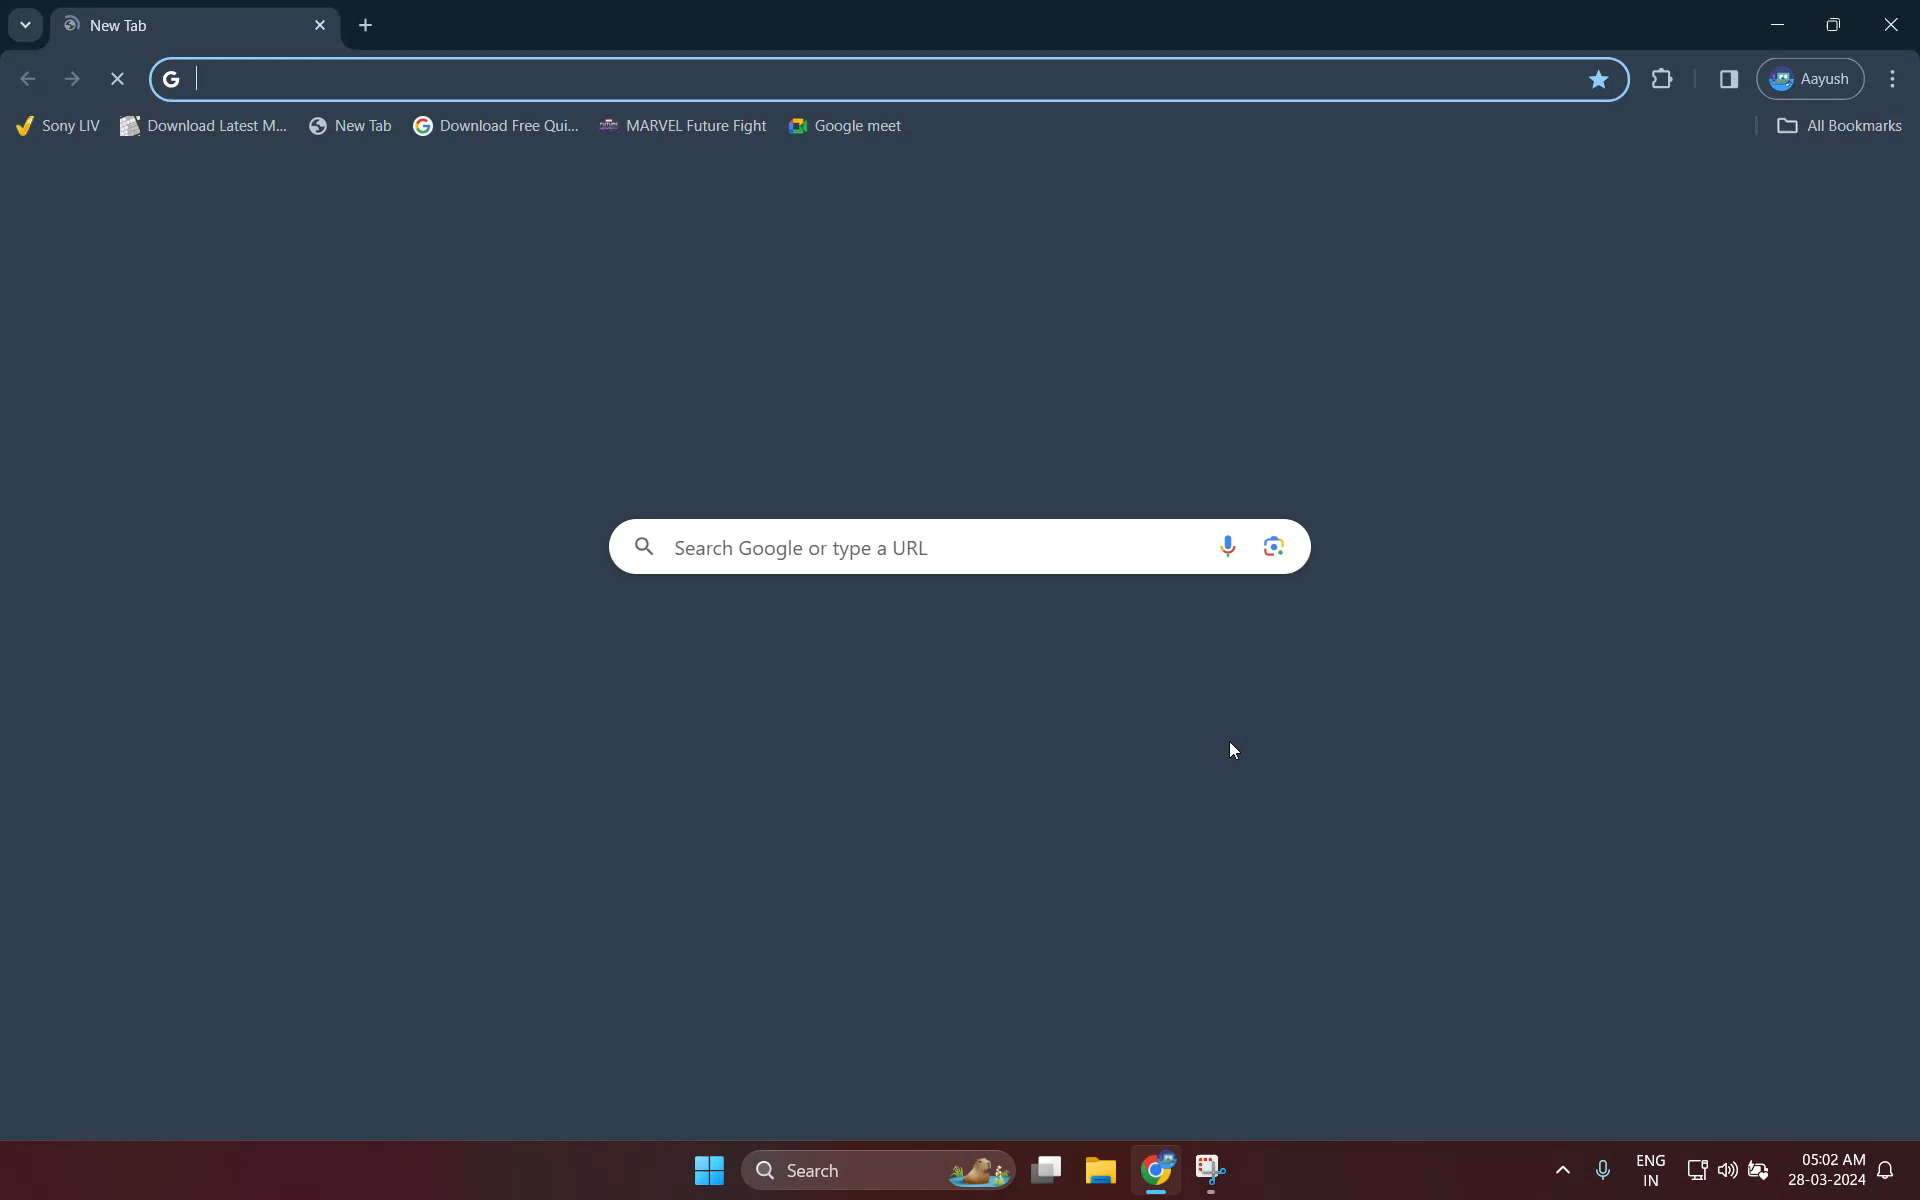 New Tab
Aayush
Sony LIV
Download Latest M...
New Tab
Download Free Qui...
MARVEL Future Fight
Google meet
All Bookmarks
Search Google or type a URL
Search
ENG
IN
05:02 AM
28-03-2024